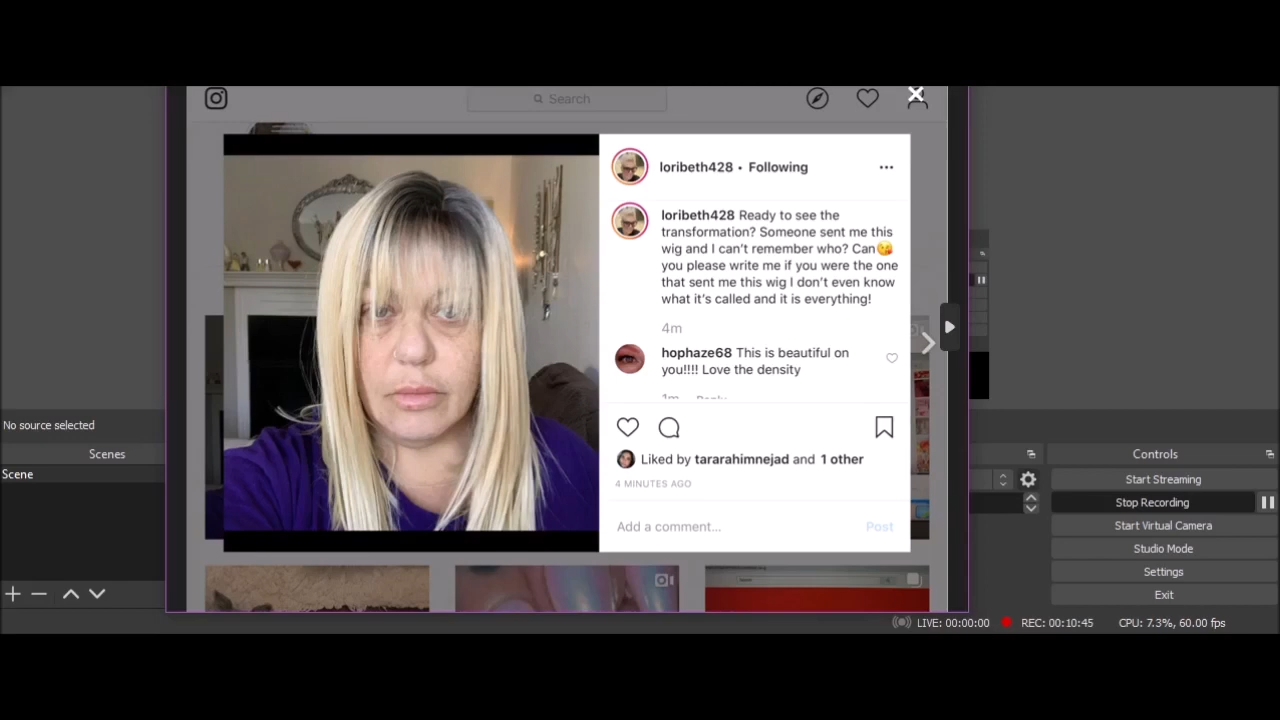 Search
loribeth428 • Following
loribeth428 Ready to see the
transformation? Someone sent me this
wig and I can't remember who? Can😘
you please write me if you were the one
that sent me this wig I don't even know
what it's called and it is everything!
4m
hophaze68 This is beautiful on
you!!!! Love the density
1m Reply
Liked by tararahimnejad and 1 other
4 MINUTES AGO
Add a comment... Post
No source selected
Scenes
Scene
Controls
Start Streaming
Stop Recording
Start Virtual Camera
Studio Mode
Settings
Exit
LIVE: 00:00:00 REC: 00:10:45 CPU: 7.3%, 60.00 fps